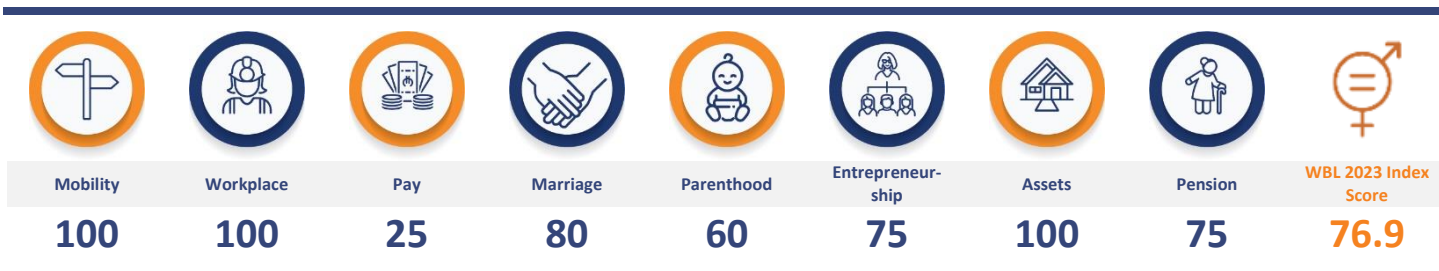 Mobility
Workplace
Pay
Marriage
Parenthood
Entrepreneur-
ship
Assets
Pension
WBL 2023 Index
Score
100
100
25
80
60
75
100
75
76.9